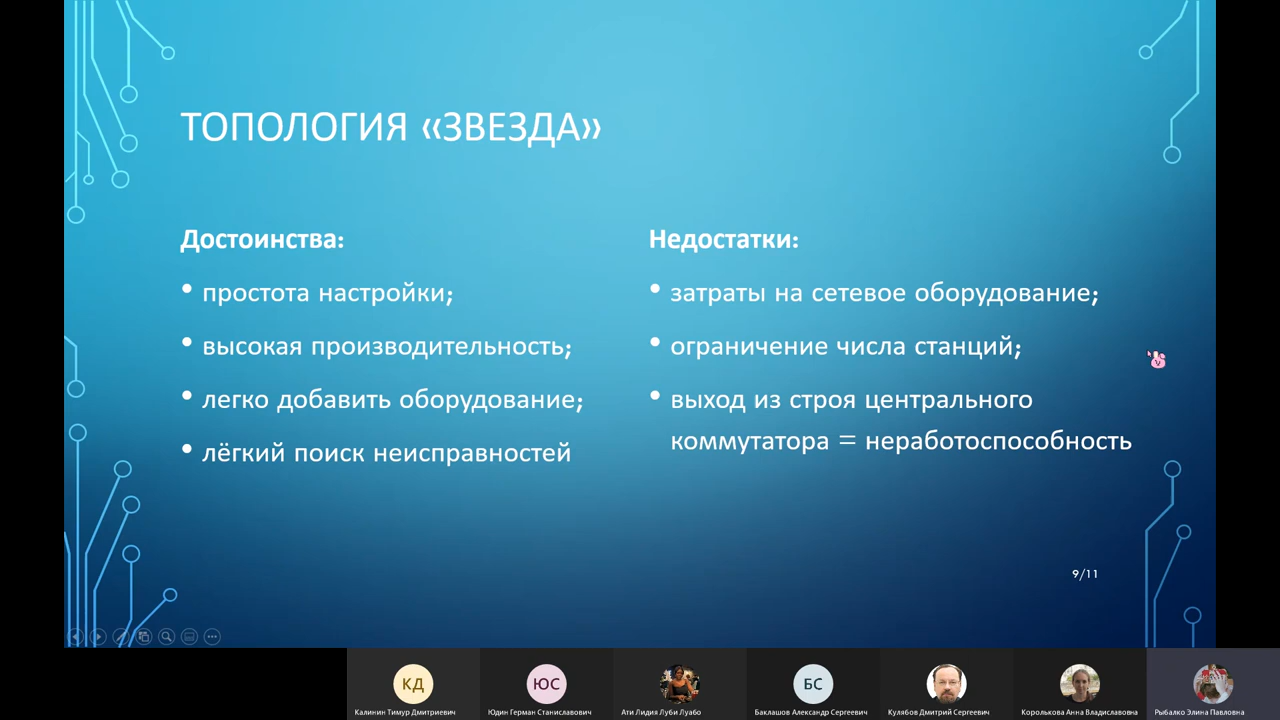 ТОПОЛОГИЯ «ЗВЕЗДА»
Достоинства:
• простота настройки;
• высокая производительность;
• легко добавить оборудование;
• лёгкий поиск неисправностей
Недостатки:
• затраты на сетевое оборудование;
• ограничение числа станций;
• выход из строя центрального
коммутатора = неработоспособность
9/11
КД
ЮС
БС
Калинин Тимур Дмитриевич
Юдин Герман Станиславович
Ати Лидия Луби Луабо
Баклашов Александр Сергеевич
Кулябов Дмитрий Сергеевич
Королькова Анна Владиславовна
Рыбалко Элина Павловна